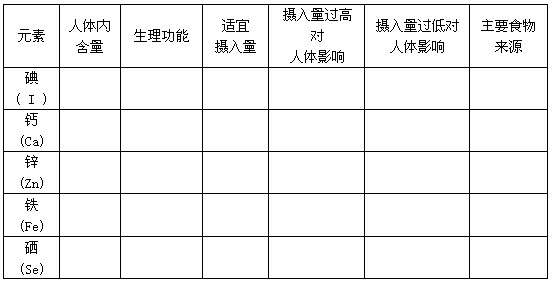 元素 人体内含量 生理功能 适宜摄入量 摄入量过高对人体影响 摄入量过低对人体影响 主要食物来源
碘
( I )
钙
(Ca)
锌
(Zn)
铁
(Fe)
硒
(Se)